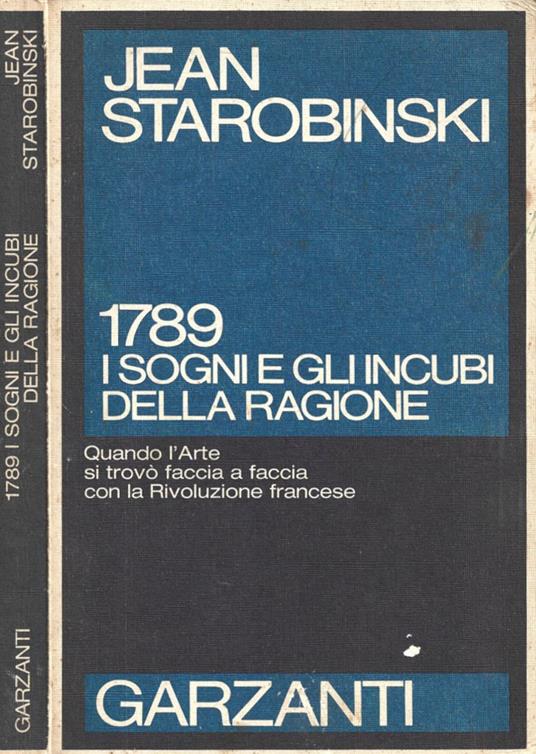 JEAN
STAROBINSKI
1789 I SOGNI E GLI INCUBI
DELLA RAGIONE
GARZANTI
JEAN
STAROBINSKI
1789
I SOGNI E GLI INCUBI
DELLA RAGIONE
Quando l'Arte
si trovò faccia a faccia
con la Rivoluzione francese
GARZANTI